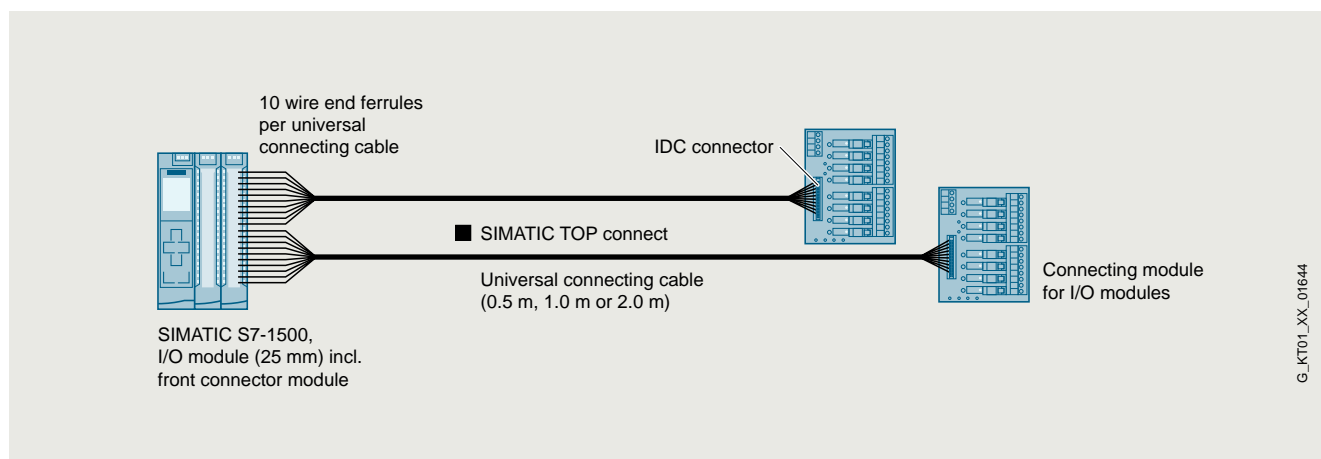 10 wire end ferrules
per universal
connecting cable
IDC connector
SIMATIC TOP connect
Universal connecting cable
(0.5 m, 1.0 m or 2.0 m)
Connecting module
for I/O modules
SIMATIC S7-1500,
I/O module (25 mm) incl.
front connector module
G_KT01_XX_01644